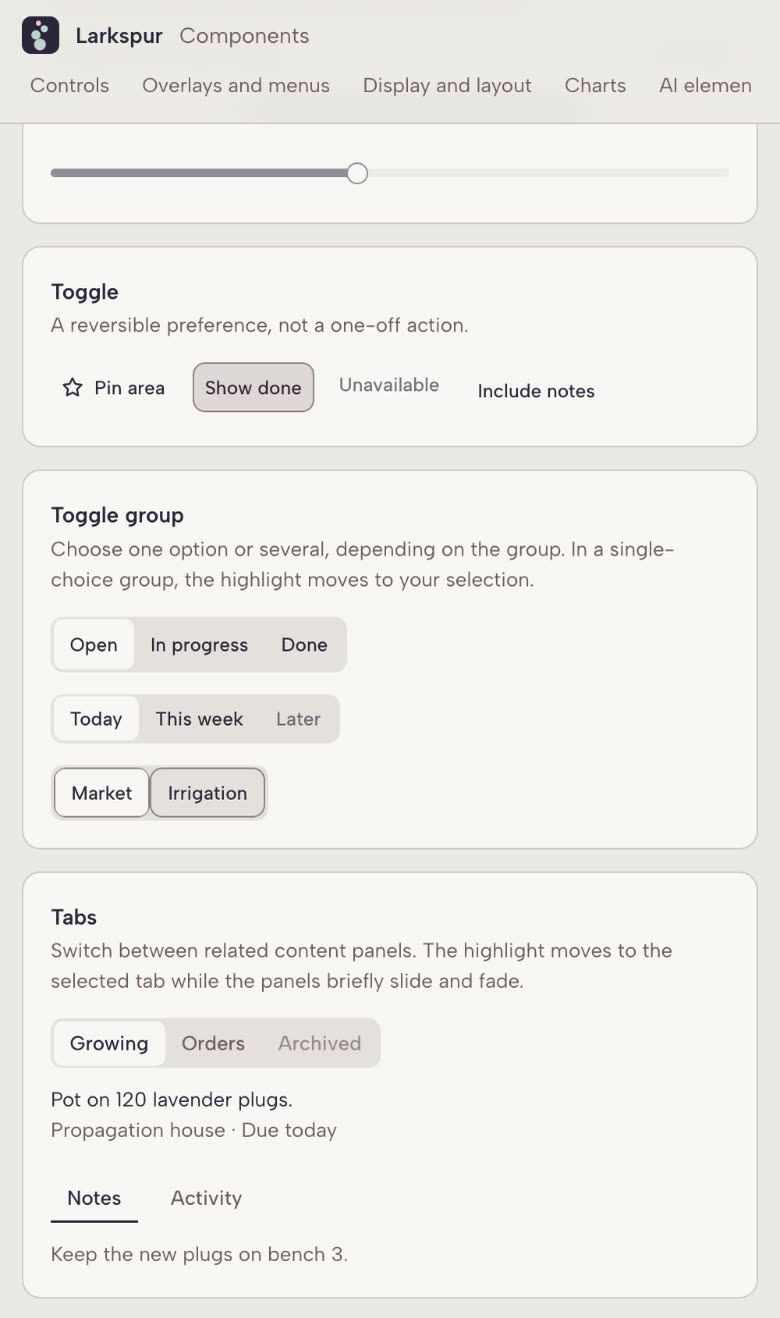 Larkspur Components
Controls Overlays and menus Display and layout Charts AI elemen
Toggle
A reversible preference, not a one-off action.
Pin area Show done Unavailable Include notes
Toggle group
Choose one option or several, depending on the group. In a single-
choice group, the highlight moves to your selection.
Open In progress Done
Today This week Later
Market Irrigation
Tabs
Switch between related content panels. The highlight moves to the
selected tab while the panels briefly slide and fade.
Growing Orders Archived
Pot on 120 lavender plugs.
Propagation house · Due today
Notes Activity
Keep the new plugs on bench 3.